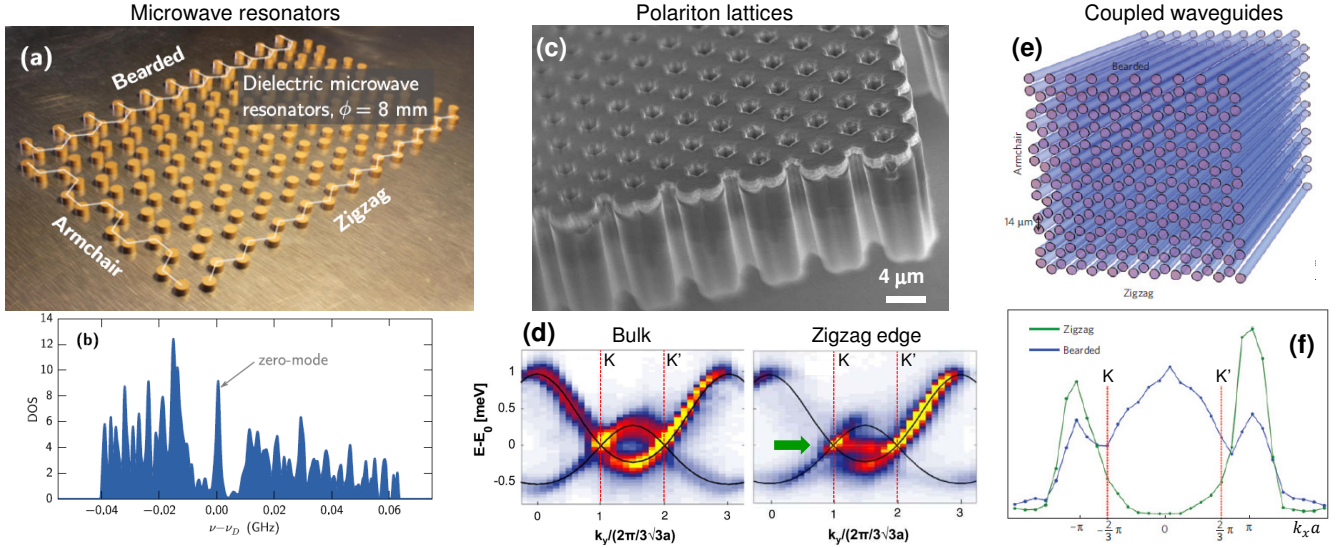 Microwave resonators
(a)
Bearded
Dielectric microwave
resonators, ϕ = 8 mm
Armchair
Zigzag
(b)
zero-mode
DOS
14
12
10
8
6
4
2
0
−0.04
−0.02
0.00
0.02
0.04
0.06
ν−ν_D (GHz)
Polariton lattices
(c)
4 μm
(d)
Bulk
Zigzag edge
K
K'
K
K'
E-E₀ [meV]
1
0.5
0
-0.5
0
1
2
3
k_y/(2π/3√3a)
0
1
2
3
k_y/(2π/3√3a)
Coupled waveguides
(e)
Bearded
Armchair
14 μm
Zigzag
(f)
Zigzag
Bearded
K
K'
−π
−2/3 π
0
2/3 π
π
k_x a